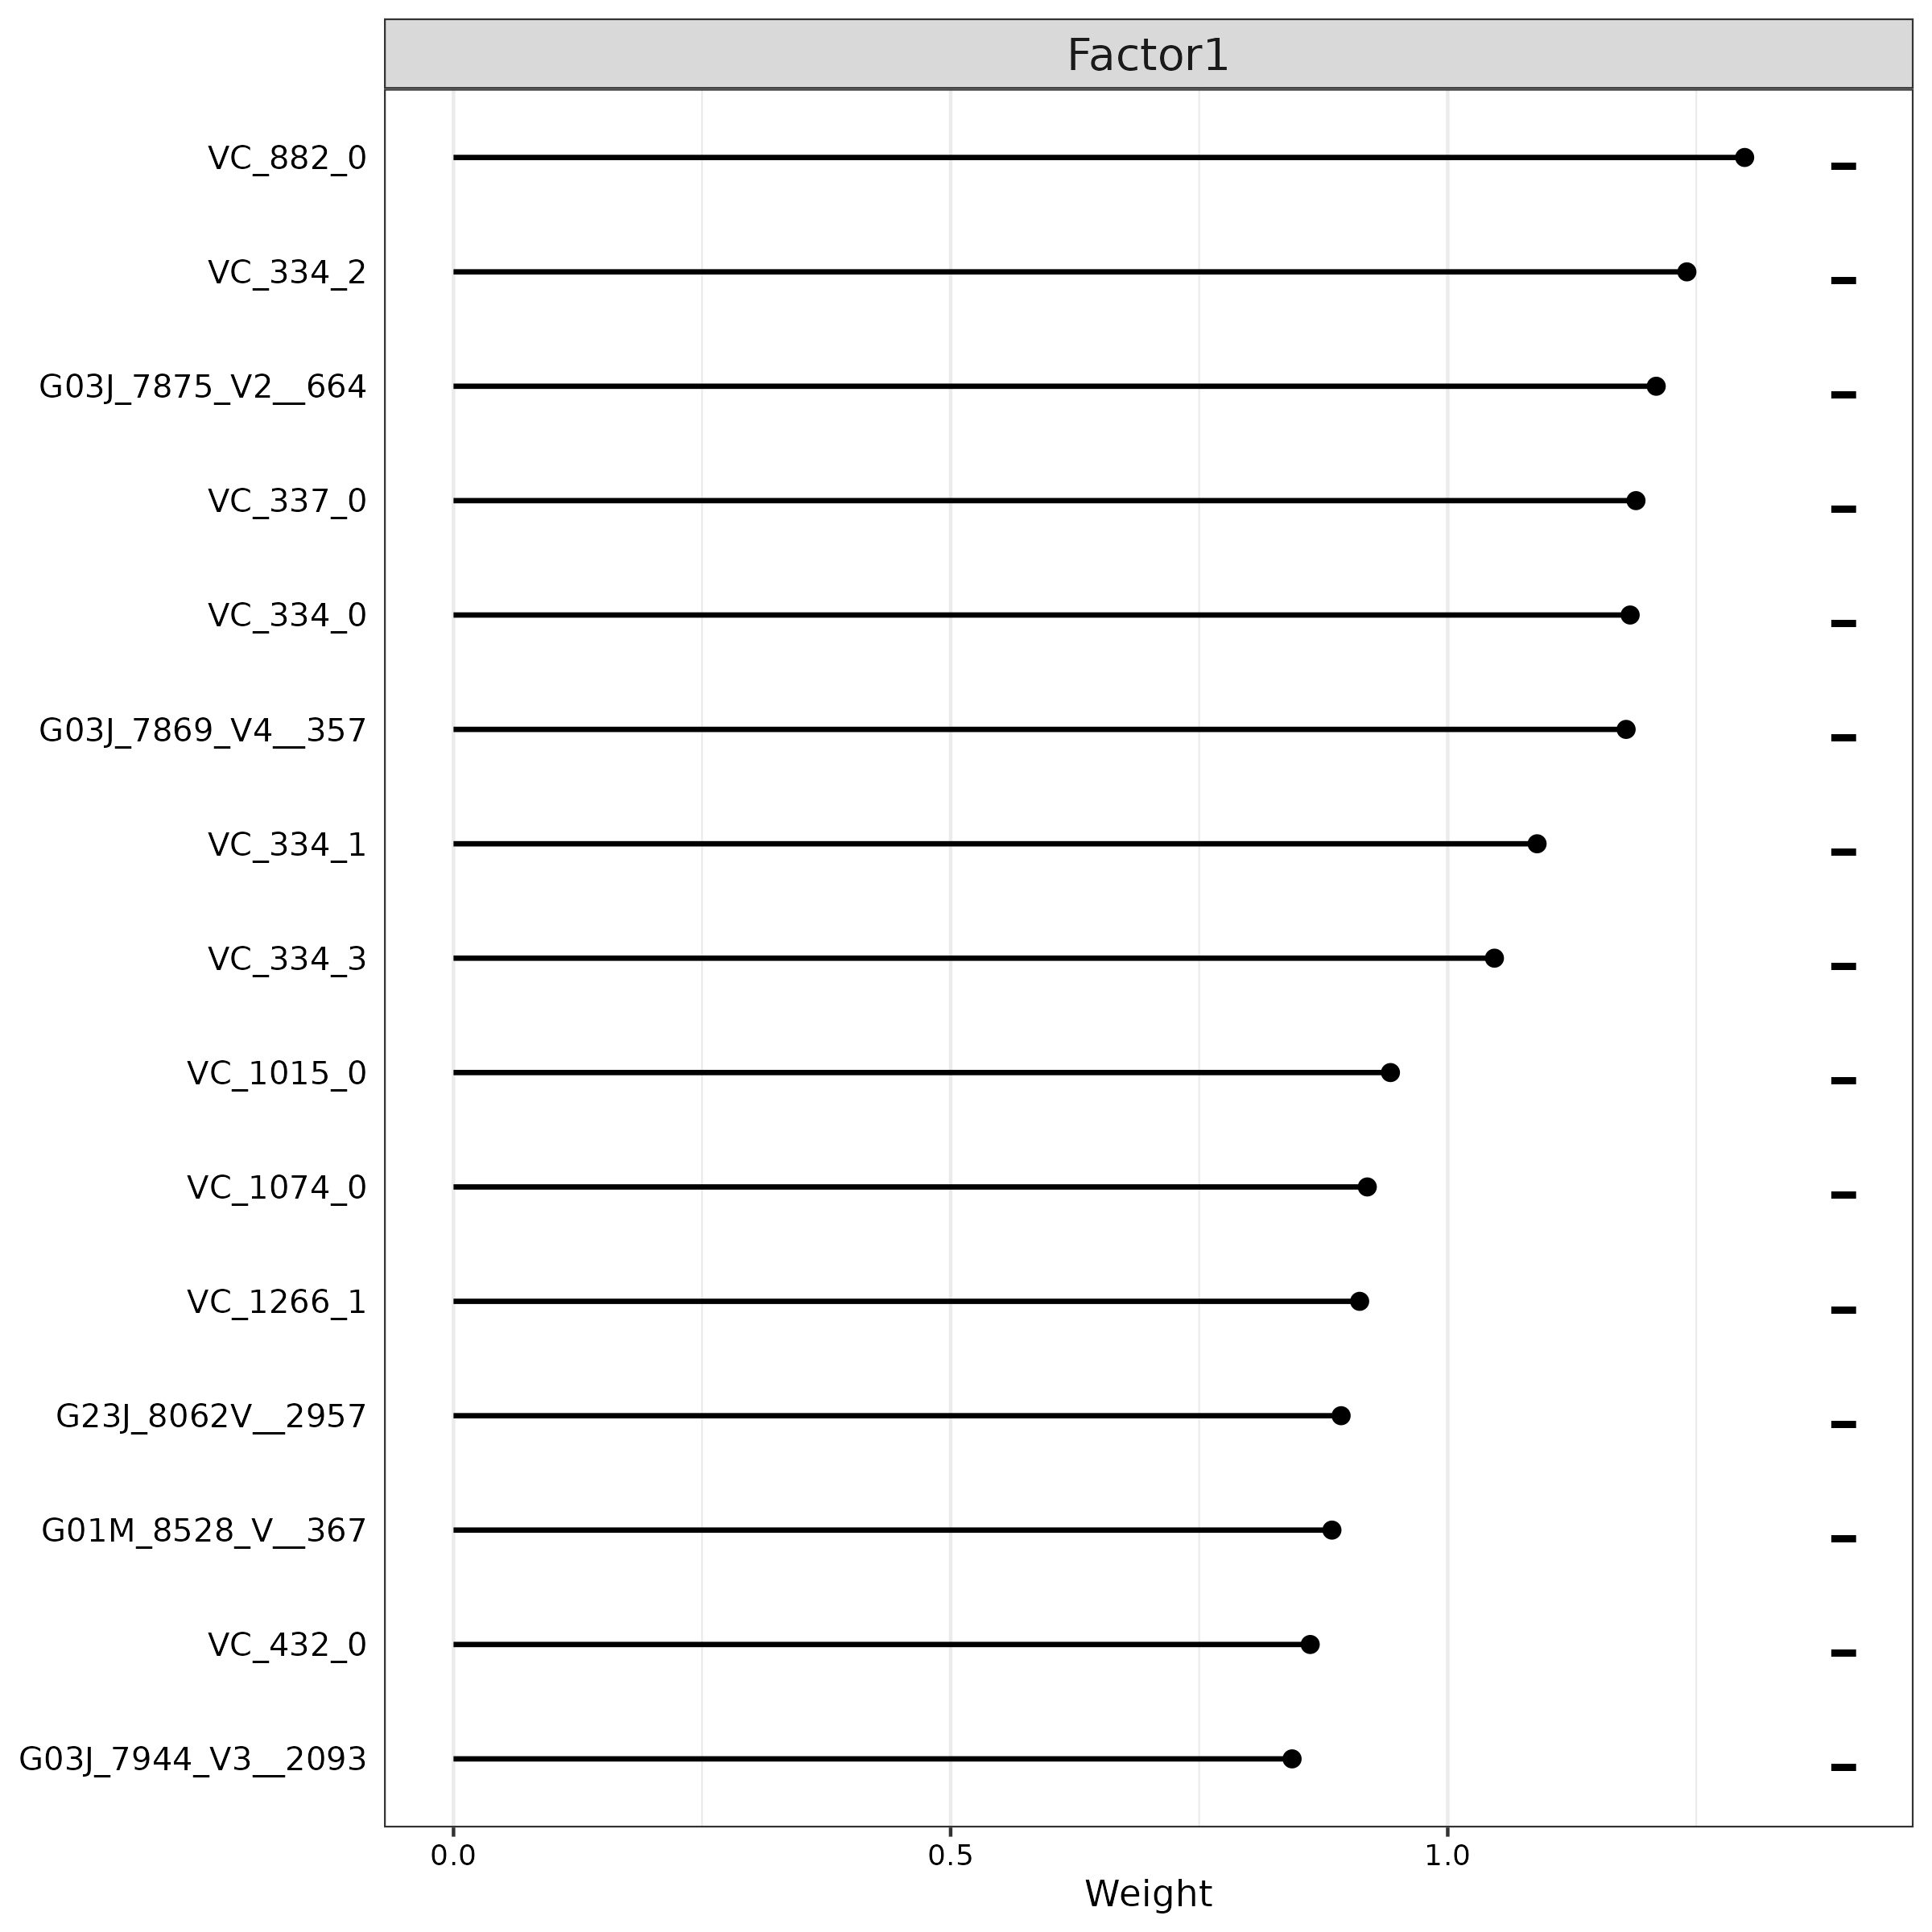 Factor1
VC_882_0 -
VC_334_2 -
G03J_7875_V2__664 -
VC_337_0 -
VC_334_0 -
G03J_7869_V4__357 -
VC_334_1 -
VC_334_3 -
VC_1015_0 -
VC_1074_0 -
VC_1266_1 -
G23J_8062V__2957 -
G01M_8528_V__367 -
VC_432_0 -
G03J_7944_V3__2093 -
0.0 0.5 1.0
Weight